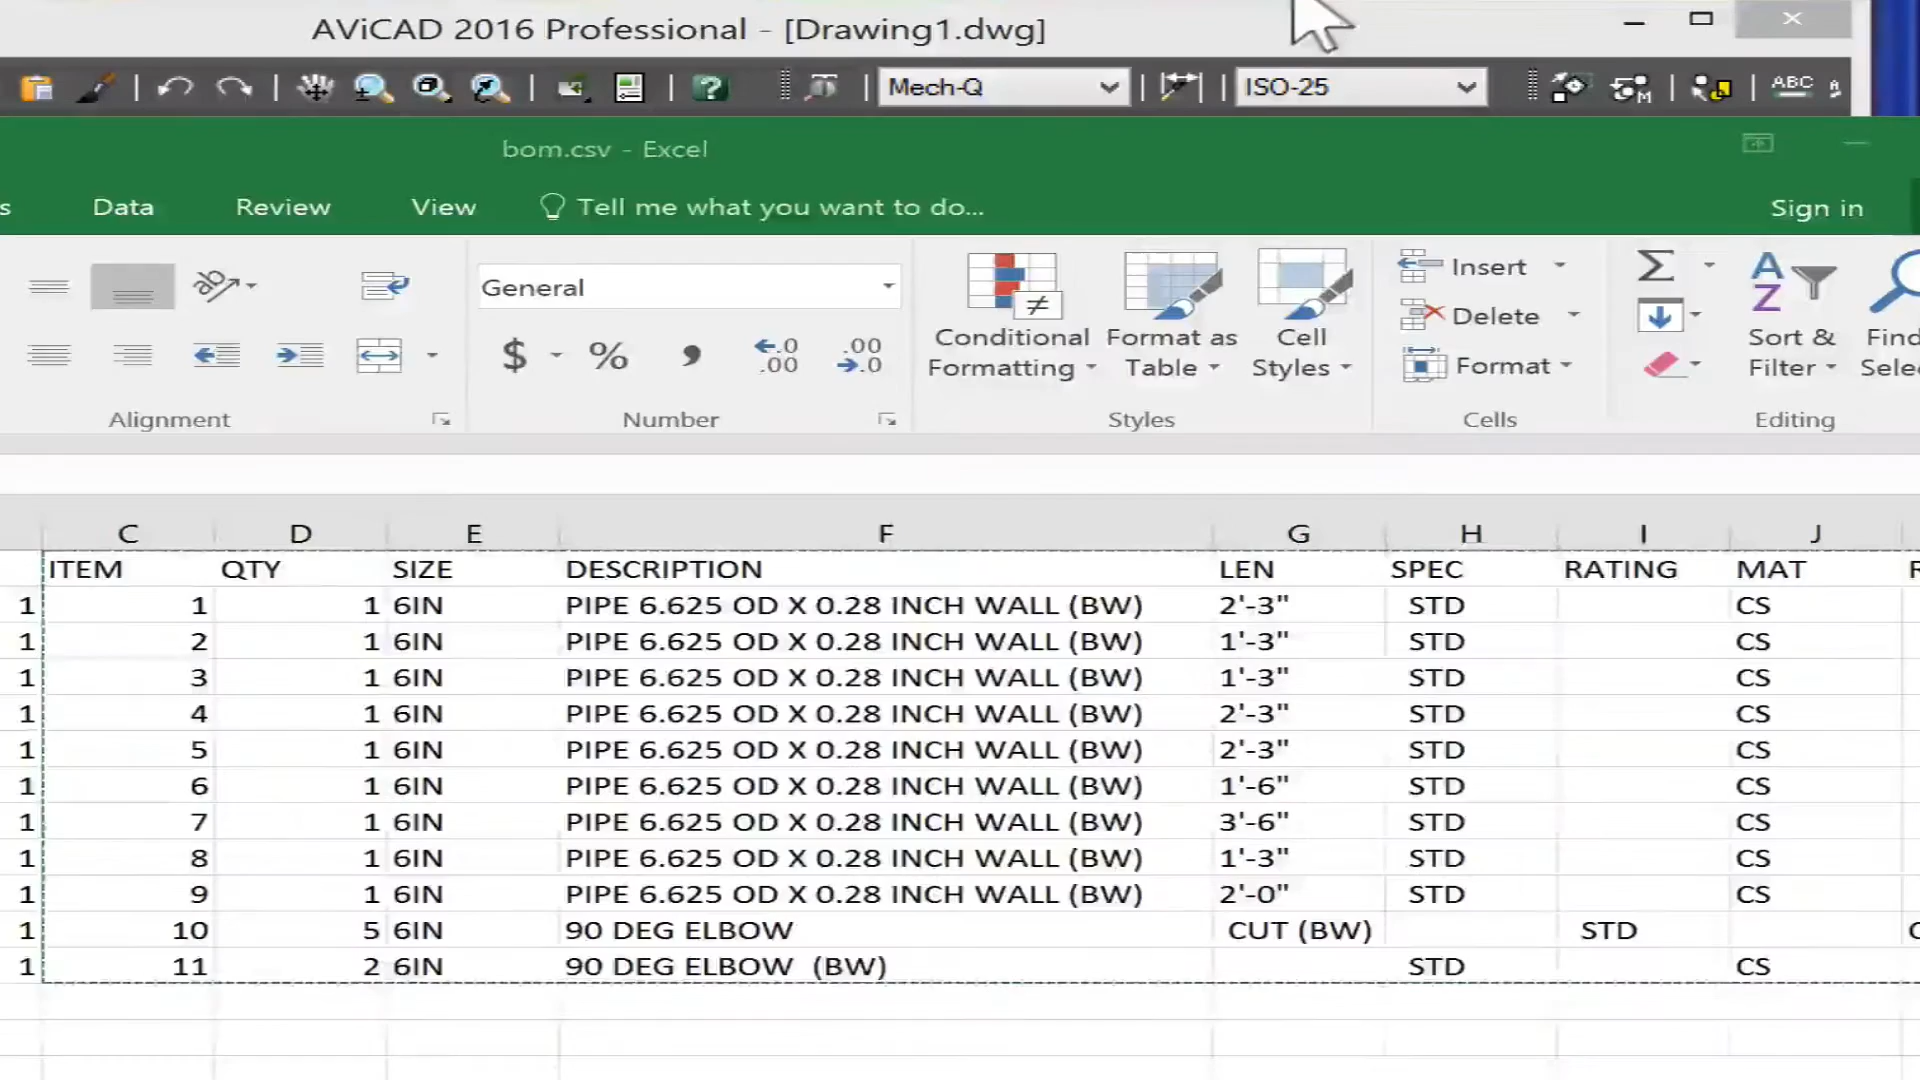 AViCAD 2016 Professional - [Drawing1.dwg]
Mech-Q ISO-25 ABC
bom.csv - Excel
s Data Review View Tell me what you want to do... Sign in
General
Insert
Delete
Format
$ % , .0 .00 .00 .0
Conditional Formatting
Format as Table
Cell Styles
Sort & Filter
Find
Selec
Alignment Number Styles Cells Editing
C D E F G H I J
ITEM QTY SIZE DESCRIPTION LEN SPEC RATING MAT
1 1 1 6IN PIPE 6.625 OD X 0.28 INCH WALL (BW) 2'-3" STD CS
1 2 1 6IN PIPE 6.625 OD X 0.28 INCH WALL (BW) 1'-3" STD CS
1 3 1 6IN PIPE 6.625 OD X 0.28 INCH WALL (BW) 1'-3" STD CS
1 4 1 6IN PIPE 6.625 OD X 0.28 INCH WALL (BW) 2'-3" STD CS
1 5 1 6IN PIPE 6.625 OD X 0.28 INCH WALL (BW) 2'-3" STD CS
1 6 1 6IN PIPE 6.625 OD X 0.28 INCH WALL (BW) 1'-6" STD CS
1 7 1 6IN PIPE 6.625 OD X 0.28 INCH WALL (BW) 3'-6" STD CS
1 8 1 6IN PIPE 6.625 OD X 0.28 INCH WALL (BW) 1'-3" STD CS
1 9 1 6IN PIPE 6.625 OD X 0.28 INCH WALL (BW) 2'-0" STD CS
1 10 5 6IN 90 DEG ELBOW CUT (BW) STD
1 11 2 6IN 90 DEG ELBOW (BW) STD CS